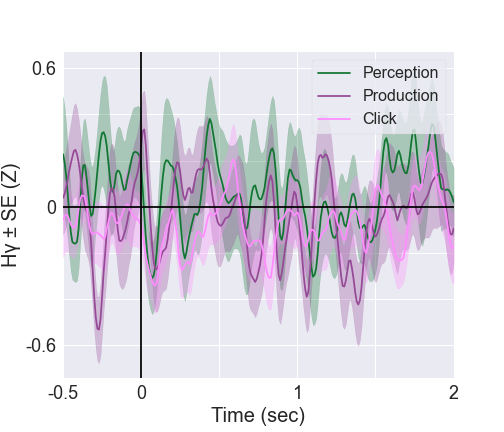 0.6
Perception
Production
Click
Hγ ± SE (Z)
0
-0.6
-0.5
0
1
2
Time (sec)